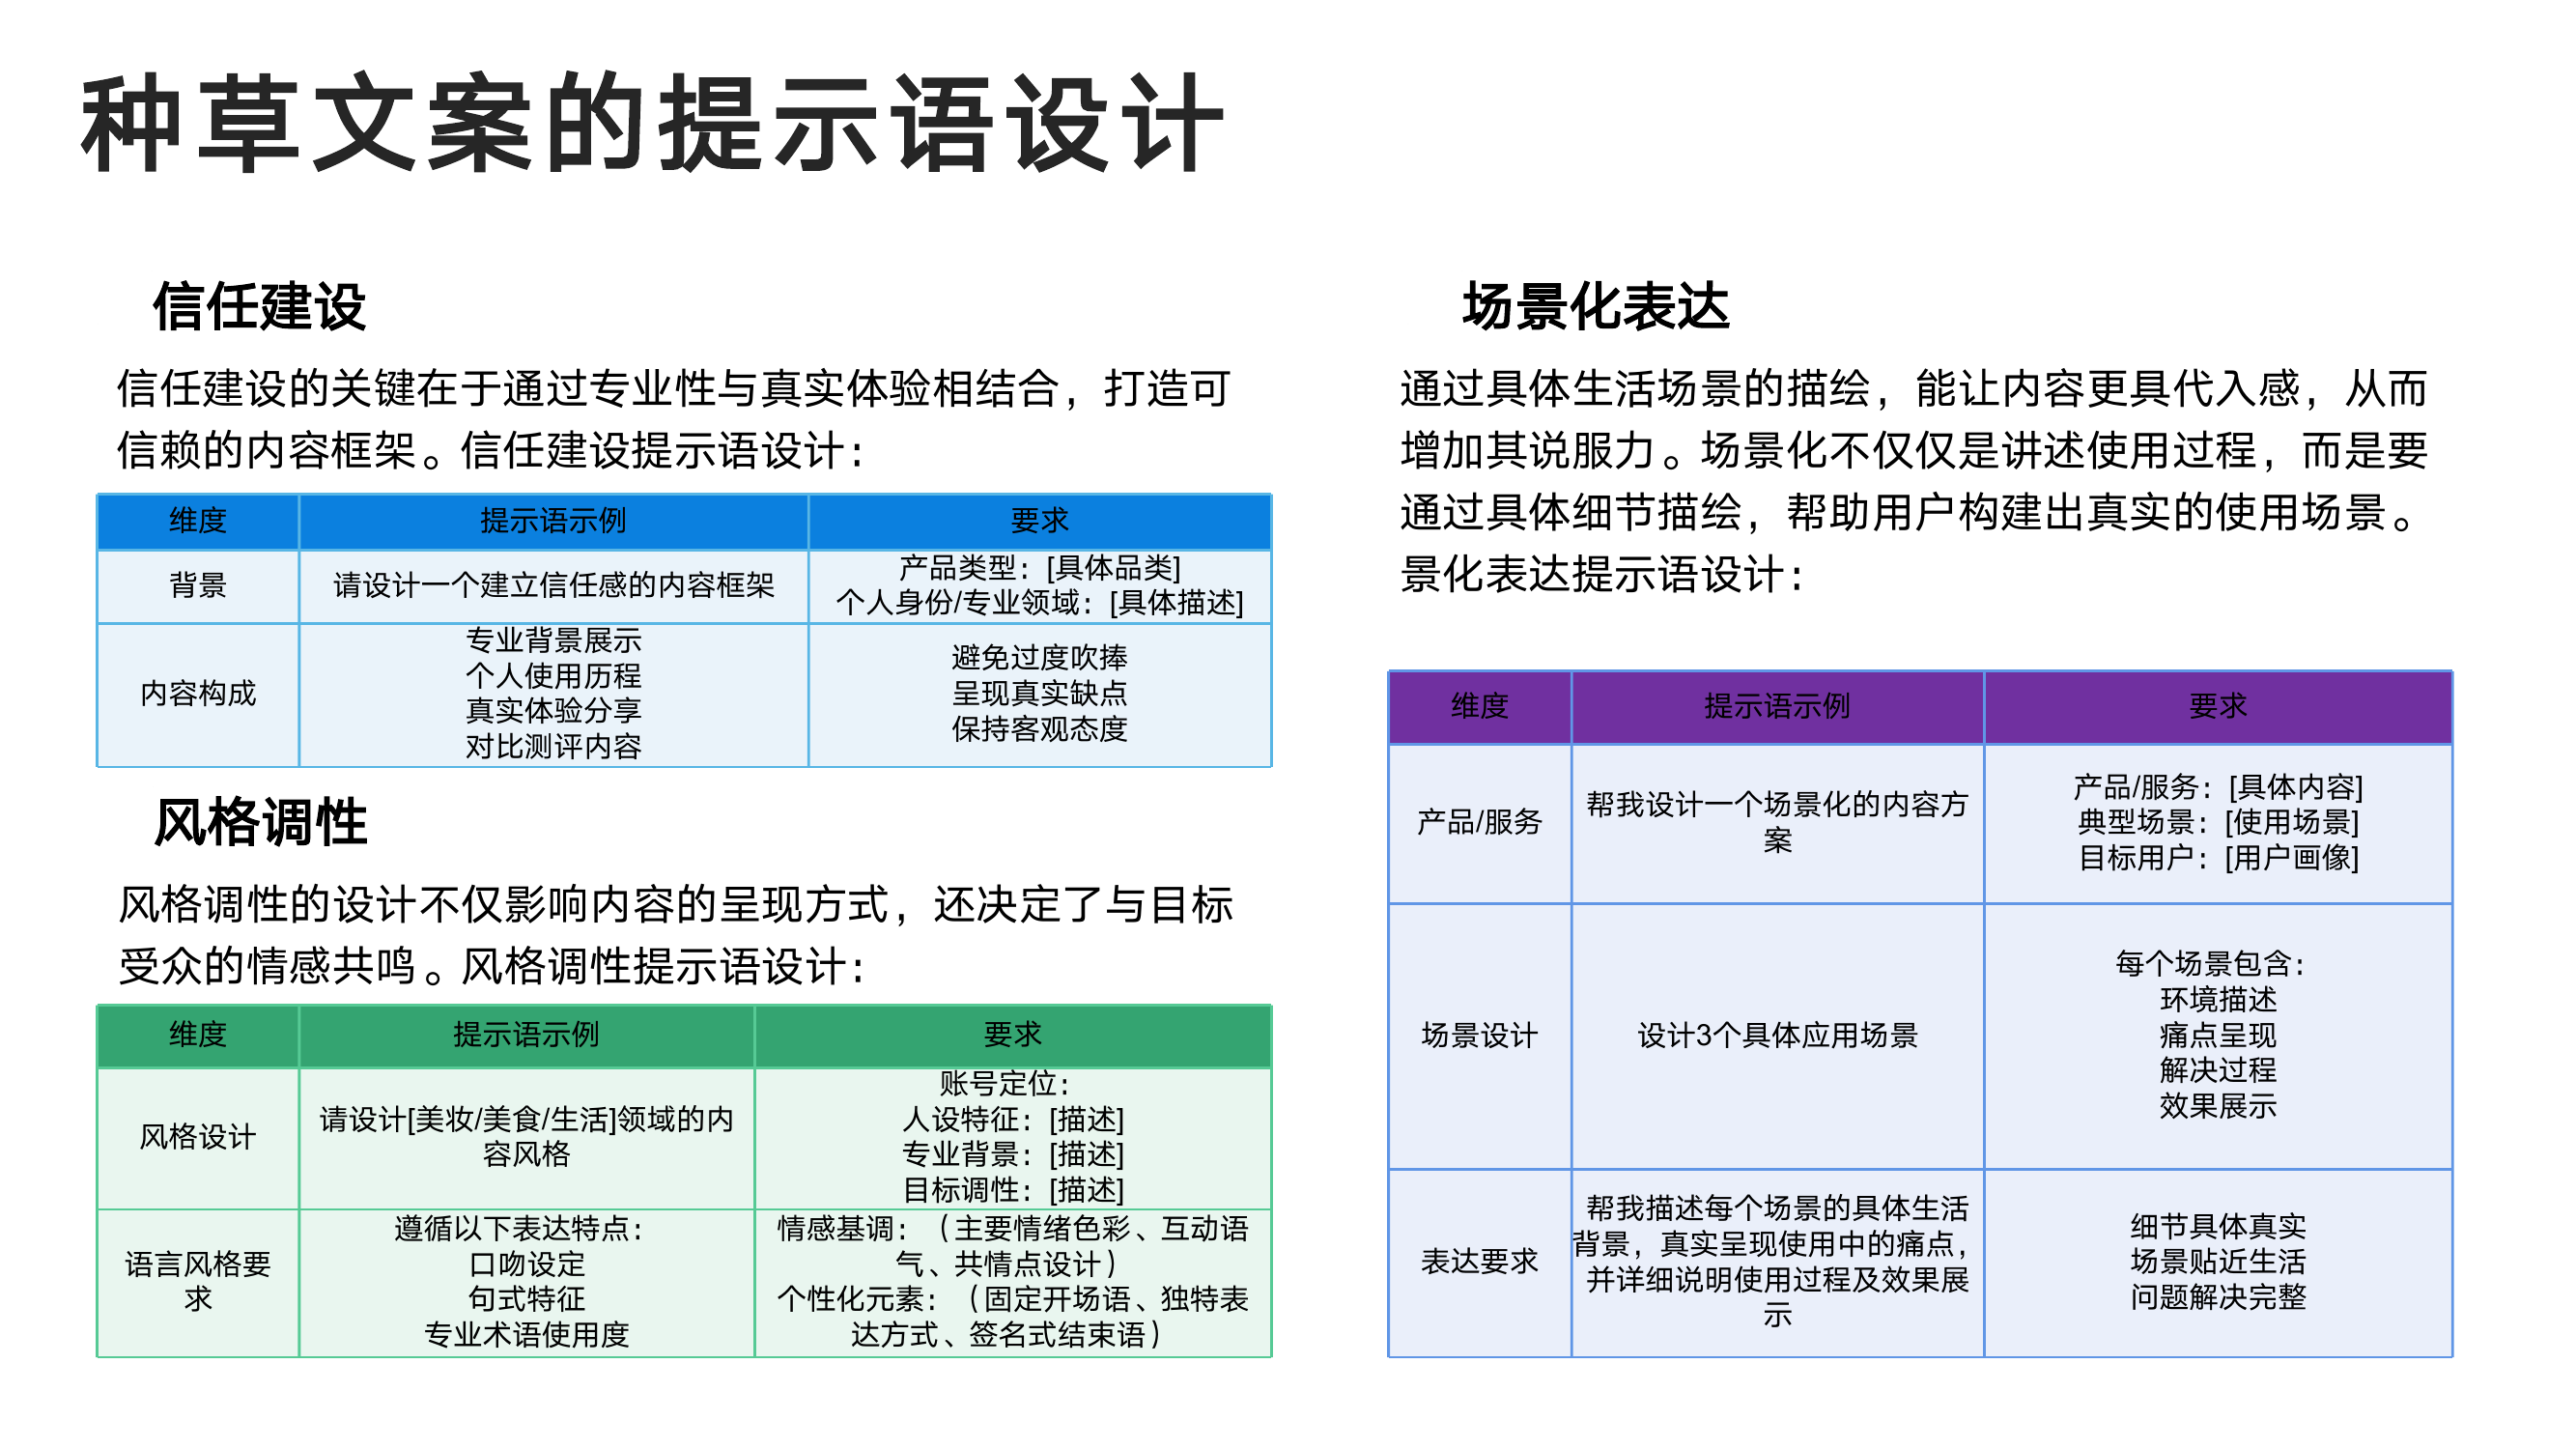 种草文案的提示语设计
信任建设
信任建设的关键在于通过专业性与真实体验相结合，打造可
信赖的内容框架。信任建设提示语设计：
维度 提示语示例 要求
背景 请设计一个建立信任感的内容框架 产品类型：[具体品类]
个人身份/专业领域：[具体描述]
内容构成
专业背景展示
个人使用历程
真实体验分享
对比测评内容
避免过度吹捧
呈现真实缺点
保持客观态度
风格调性
风格调性的设计不仅影响内容的呈现方式，还决定了与目标
受众的情感共鸣。风格调性提示语设计：
维度 提示语示例 要求
风格设计
请设计[美妆/美食/生活]领域的内
容风格
账号定位：
人设特征：[描述]
专业背景：[描述]
目标调性：[描述]
语言风格要
求
遵循以下表达特点：
口吻设定
句式特征
专业术语使用度
情感基调：（主要情绪色彩、互动语
气、共情点设计）
个性化元素：（固定开场语、独特表
达方式、签名式结束语）
场景化表达
通过具体生活场景的描绘，能让内容更具代入感，从而
增加其说服力。场景化不仅仅是讲述使用过程，而是要
通过具体细节描绘，帮助用户构建出真实的使用场景。
景化表达提示语设计：
维度 提示语示例 要求
产品/服务
帮我设计一个场景化的内容方
案
产品/服务：[具体内容]
典型场景：[使用场景]
目标用户：[用户画像]
场景设计
设计3个具体应用场景
每个场景包含：
环境描述
痛点呈现
解决过程
效果展示
表达要求
帮我描述每个场景的具体生活
背景，真实呈现使用中的痛点，
并详细说明使用过程及效果展
示
细节具体真实
场景贴近生活
问题解决完整